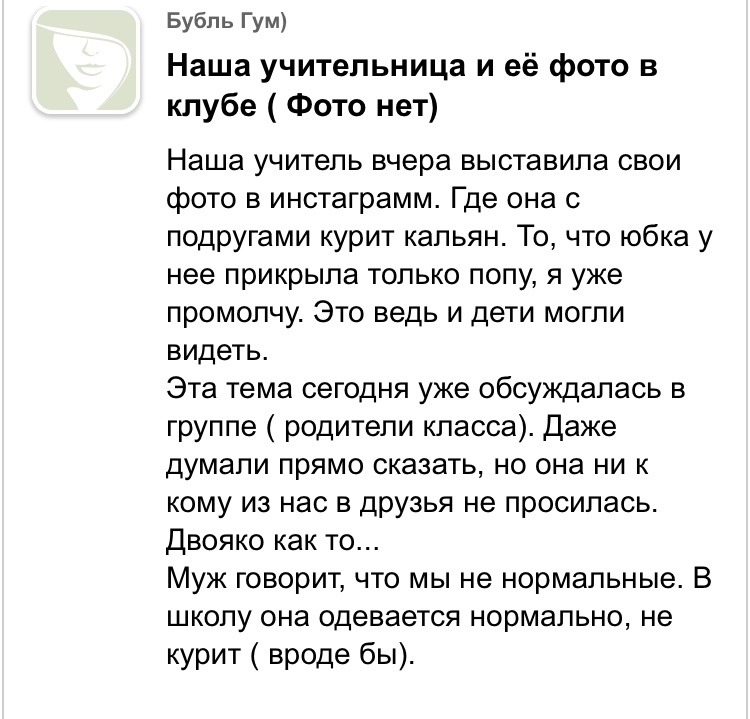 Бубль Гум)
Наша учительница и её фото в
клубе ( Фото нет)
Наша учитель вчера выставила свои
фото в инстаграмм. Где она с
подругами курит кальян. То, что юбка у
нее прикрыла только попу, я уже
промолчу. Это ведь и дети могли
видеть.
Эта тема сегодня уже обсуждалась в
группе ( родители класса). Даже
думали прямо сказать, но она ни к
кому из нас в друзья не просилась.
Двояко как то...
Муж говорит, что мы не нормальные. В
школу она одевается нормально, не
курит ( вроде бы).